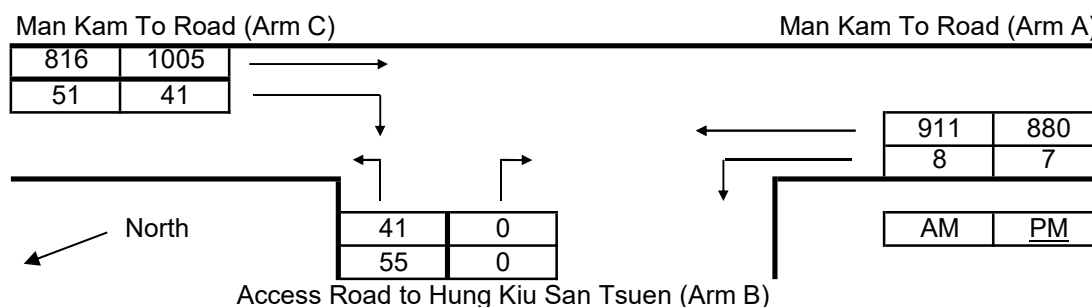 Man Kam To Road (Arm C) Man Kam To Road (Arm A)
816 1005
51 41
911 880
8 7
North
41 0
AM PM
55 0
Access Road to Hung Kiu San Tsuen (Arm B)